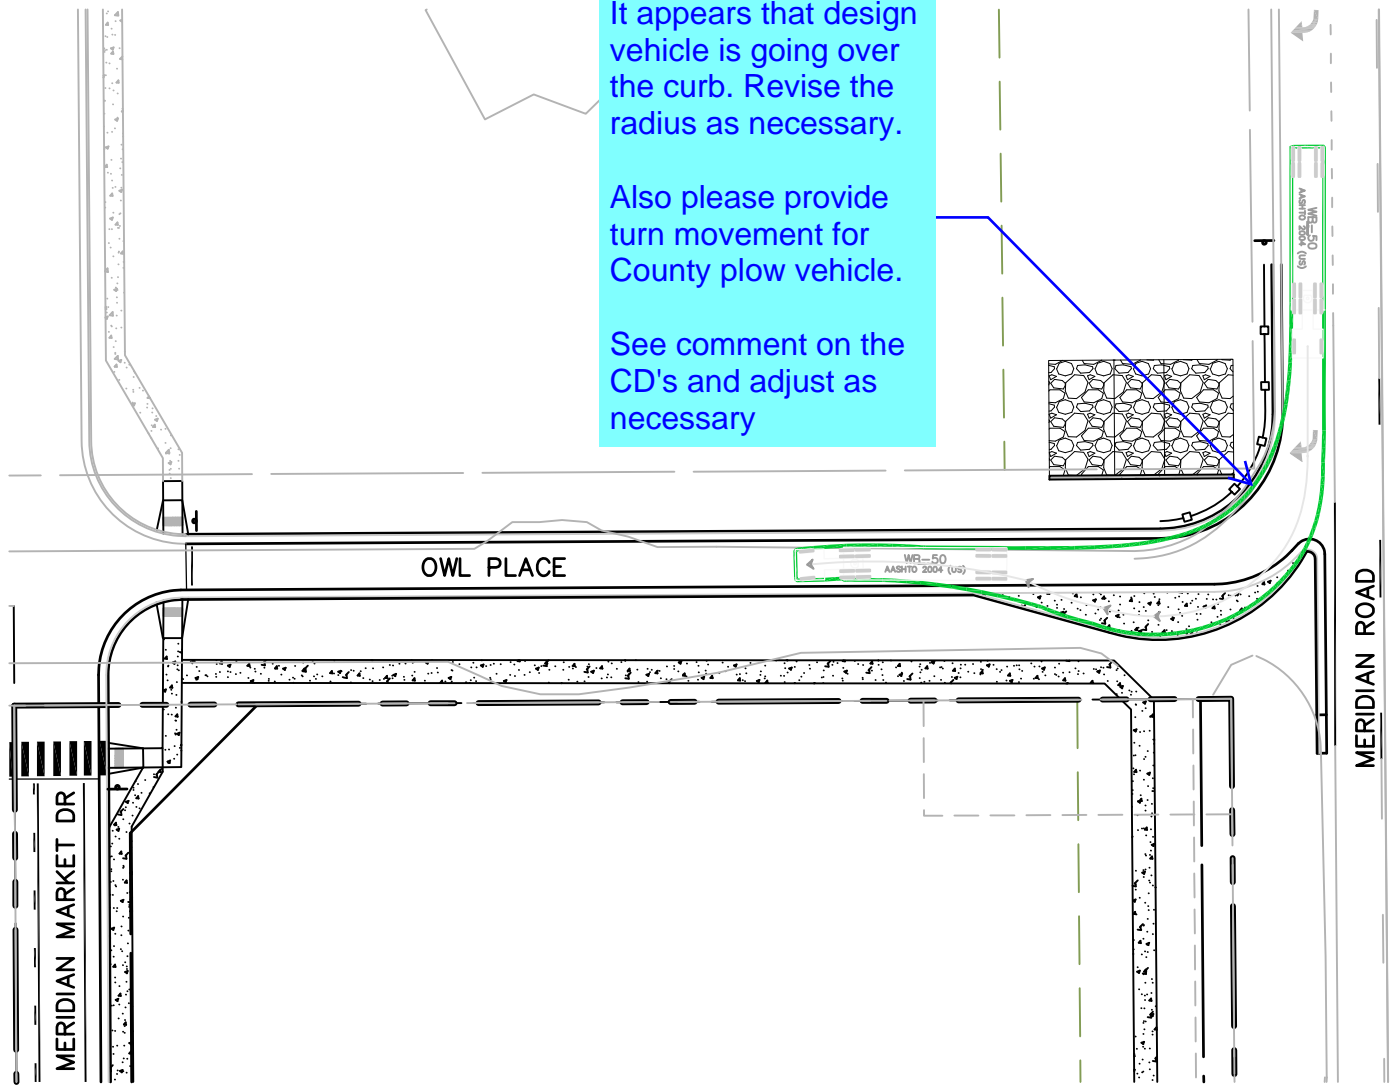 It appears that design
vehicle is going over
the curb. Revise the
radius as necessary.
Also please provide
turn movement for
County plow vehicle.
See comment on the
CD's and adjust as
necessary
WB-50
AASHTO 2004 (US)
OWL PLACE
WB-50
AASHTO 2004 (US)
MERIDIAN ROAD
MERIDIAN MARKET DR